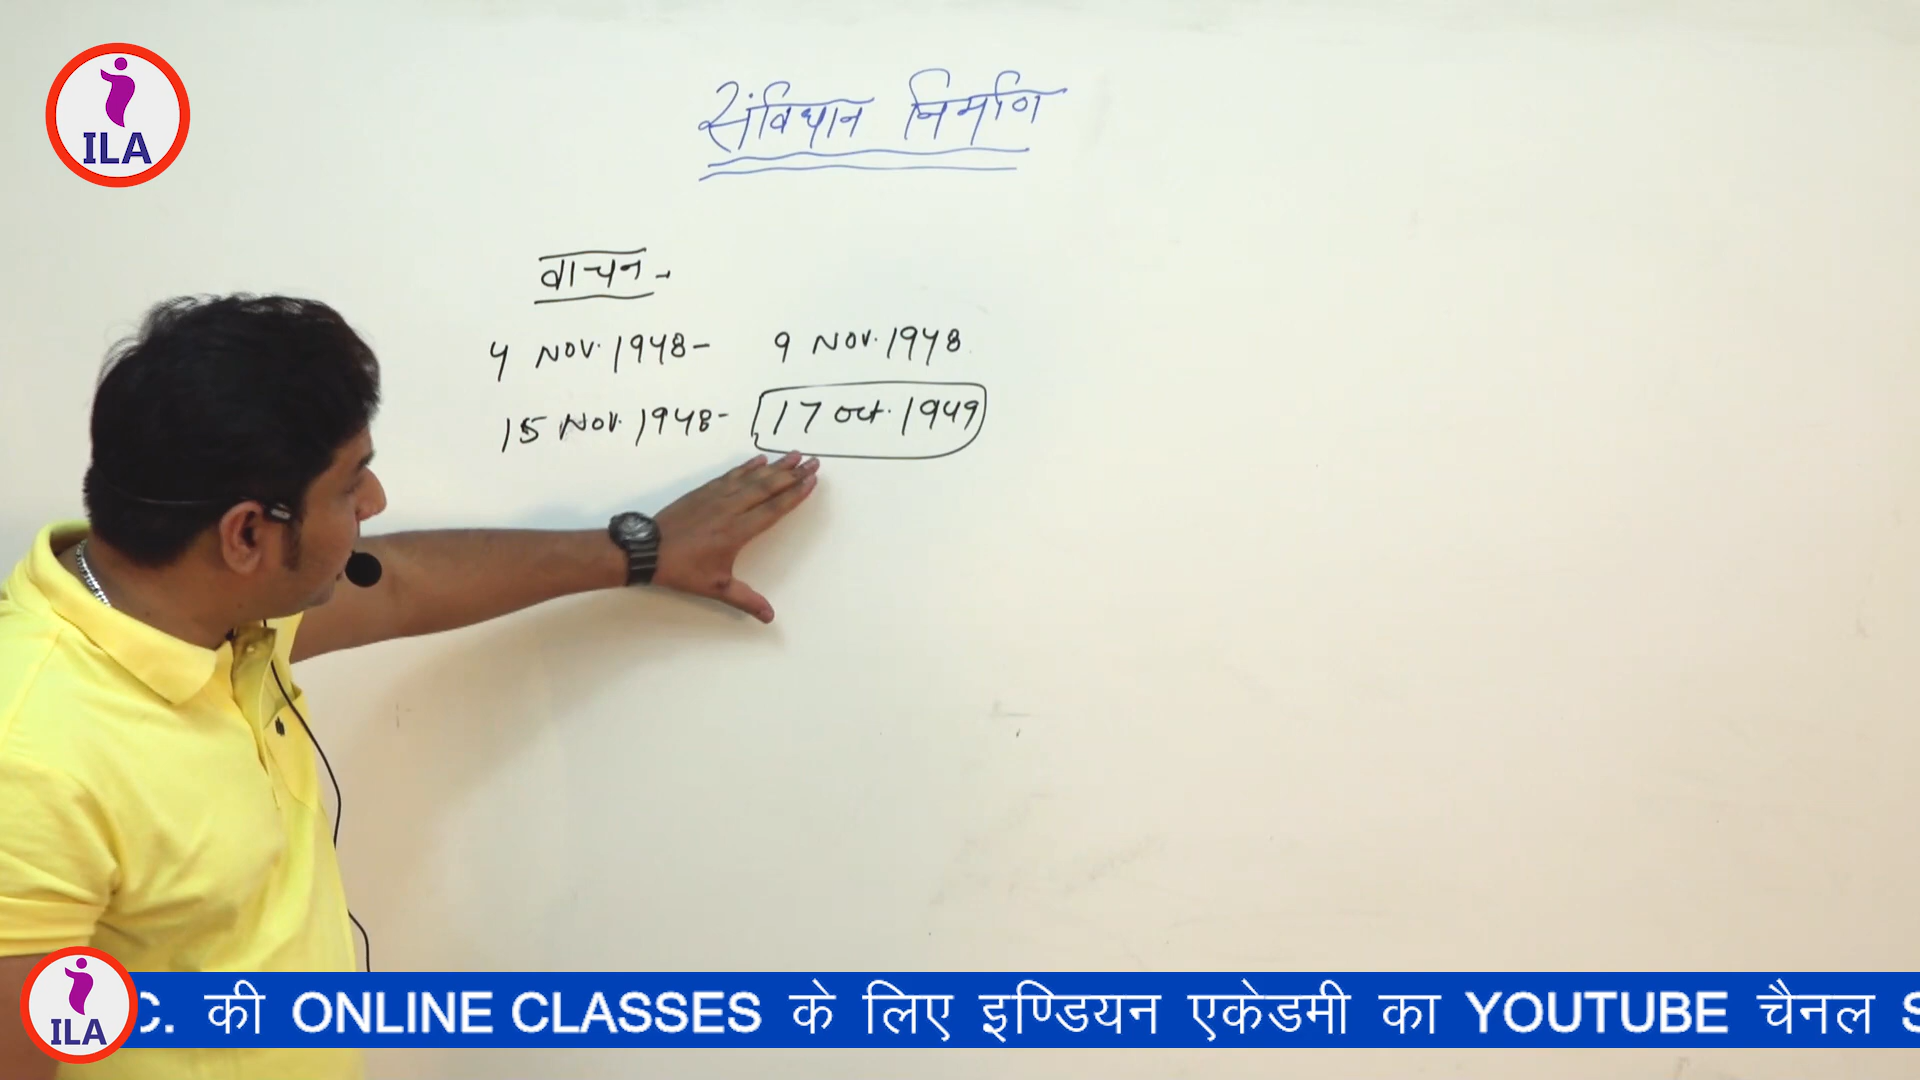 ILA
संविधान निर्माण
वाचन -
4 NOV. 1948 - 9 NOV. 1948
15 NOV. 1948 - 17 Oct. 1949
ILA
C. की ONLINE CLASSES के लिए इण्डियन एकेडमी का YOUTUBE चैनल S